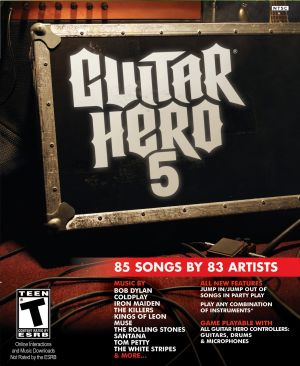 NTSC
GUITAR
HERO
5
85 SONGS BY 83 ARTISTS
MUSIC BY
BOB DYLAN
COLDPLAY
IRON MAIDEN
THE KILLERS
KINGS OF LEON
MUSE
THE ROLLING STONES
SANTANA
TOM PETTY
THE WHITE STRIPES
& MORE...
ALL NEW FEATURES
JUMP IN/JUMP OUT OF
SONGS IN PARTY PLAY
PLAY ANY COMBINATION
OF INSTRUMENTS*
GAME PLAYABLE WITH
ALL GUITAR HERO CONTROLLERS:
GUITARS, DRUMS
& MICROPHONES
TEEN
T
CONTENT RATED BY
ESRB
Online Interactions
and Music Downloads
Not Rated by the ESRB